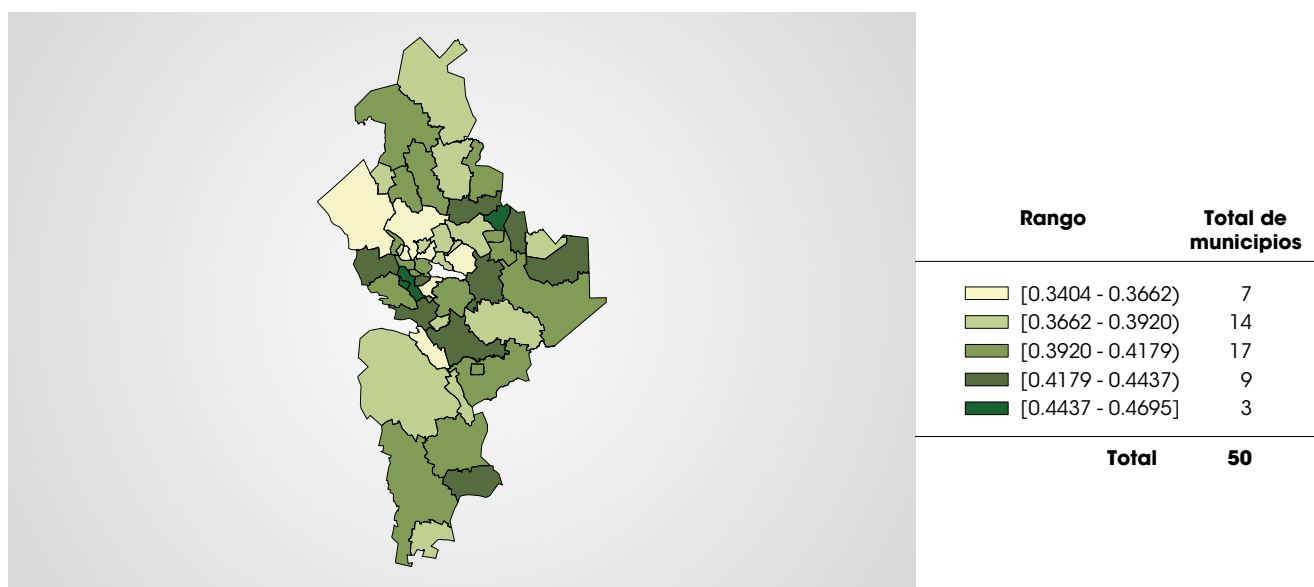 Rango Total de
municipios
[0.3404 - 0.3662) 7
[0.3662 - 0.3920) 14
[0.3920 - 0.4179) 17
[0.4179 - 0.4437) 9
[0.4437 - 0.4695] 3
Total 50